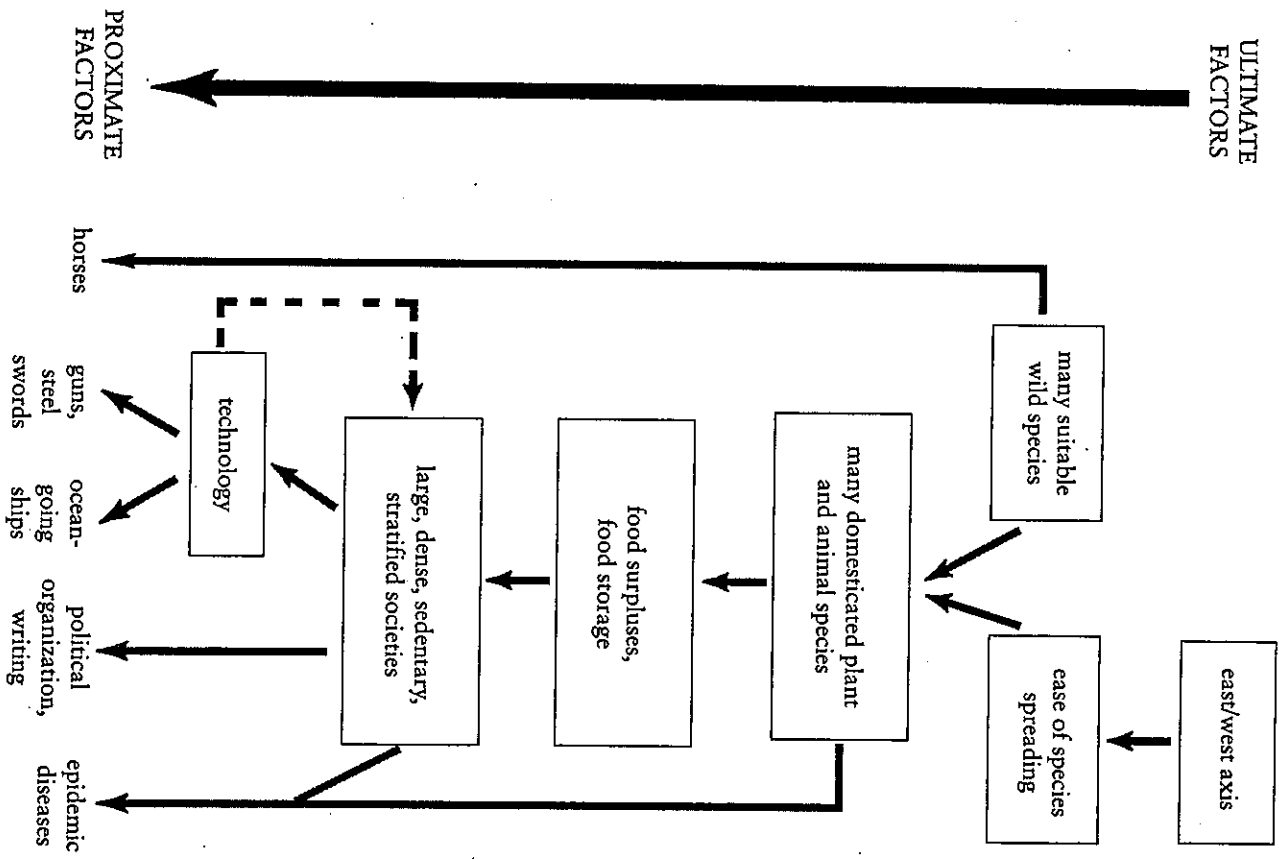 ULTIMATE
FACTORS
east/west axis
many suitable
wild species
ease of species
spreading
many domesticated plant
and animal species
food surpluses,
food storage
large, dense, sedentary,
stratified societies
technology
PROXIMATE
FACTORS
horses
guns,
steel
swords
ocean-
going
ships
political
organization,
writing
epidemic
diseases